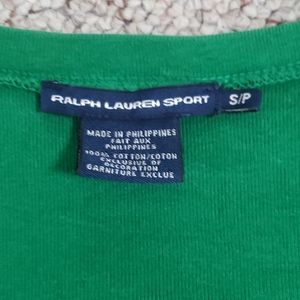 RALPH LAUREN SPORT
S/P
MADE IN PHILIPPINES
FAIT AUX
PHILIPPINES
100% COTTON/COTON
EXCLUSIVE OF
DECORATION
GARNITURE EXCLUE